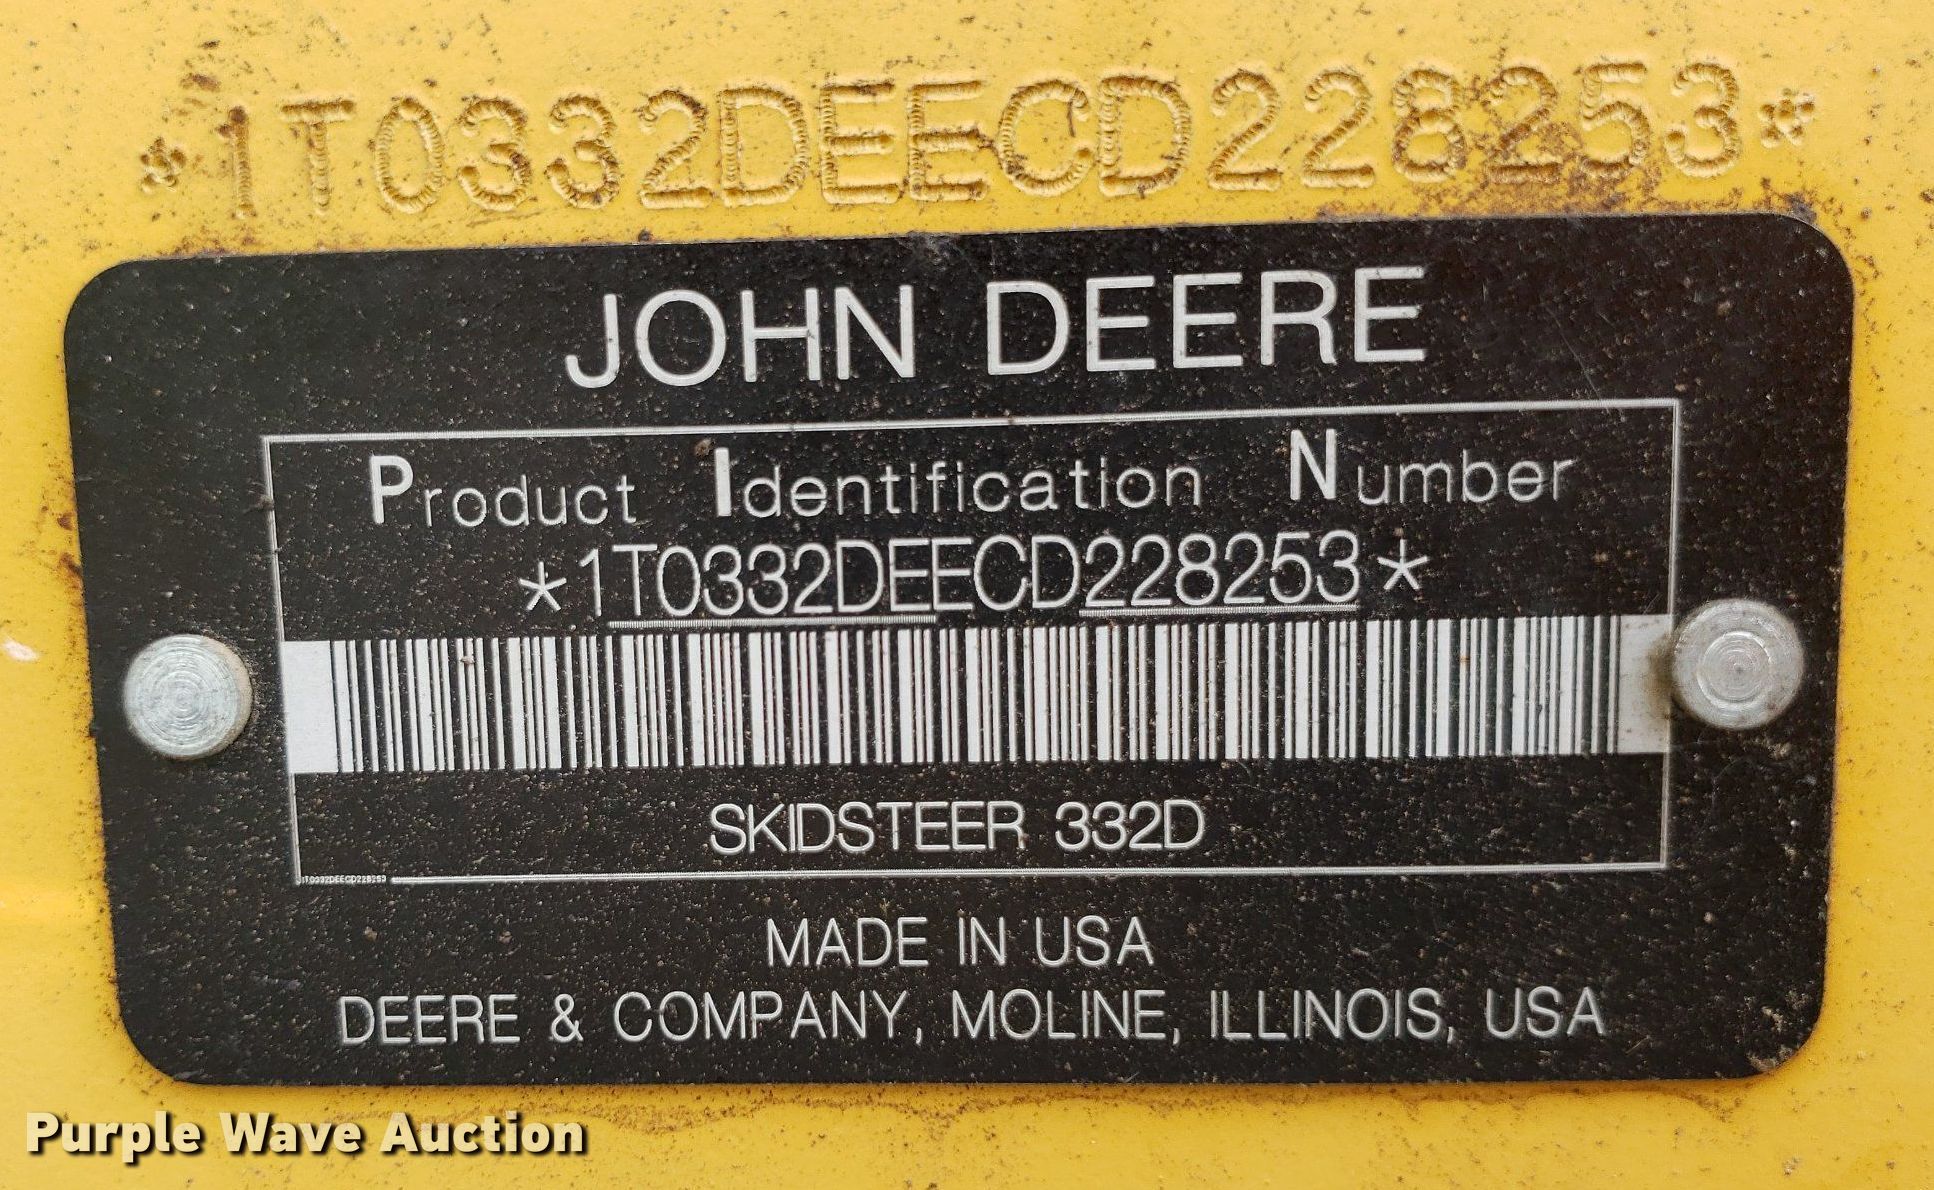 *1T0332DEECD228253*
JOHN DEERE
Product Identification Number
*1T0332DEECD228253*
SKIDSTEER 332D
1T0332DEECD228253
MADE IN USA
DEERE & COMPANY, MOLINE, ILLINOIS, USA
Purple Wave Auction